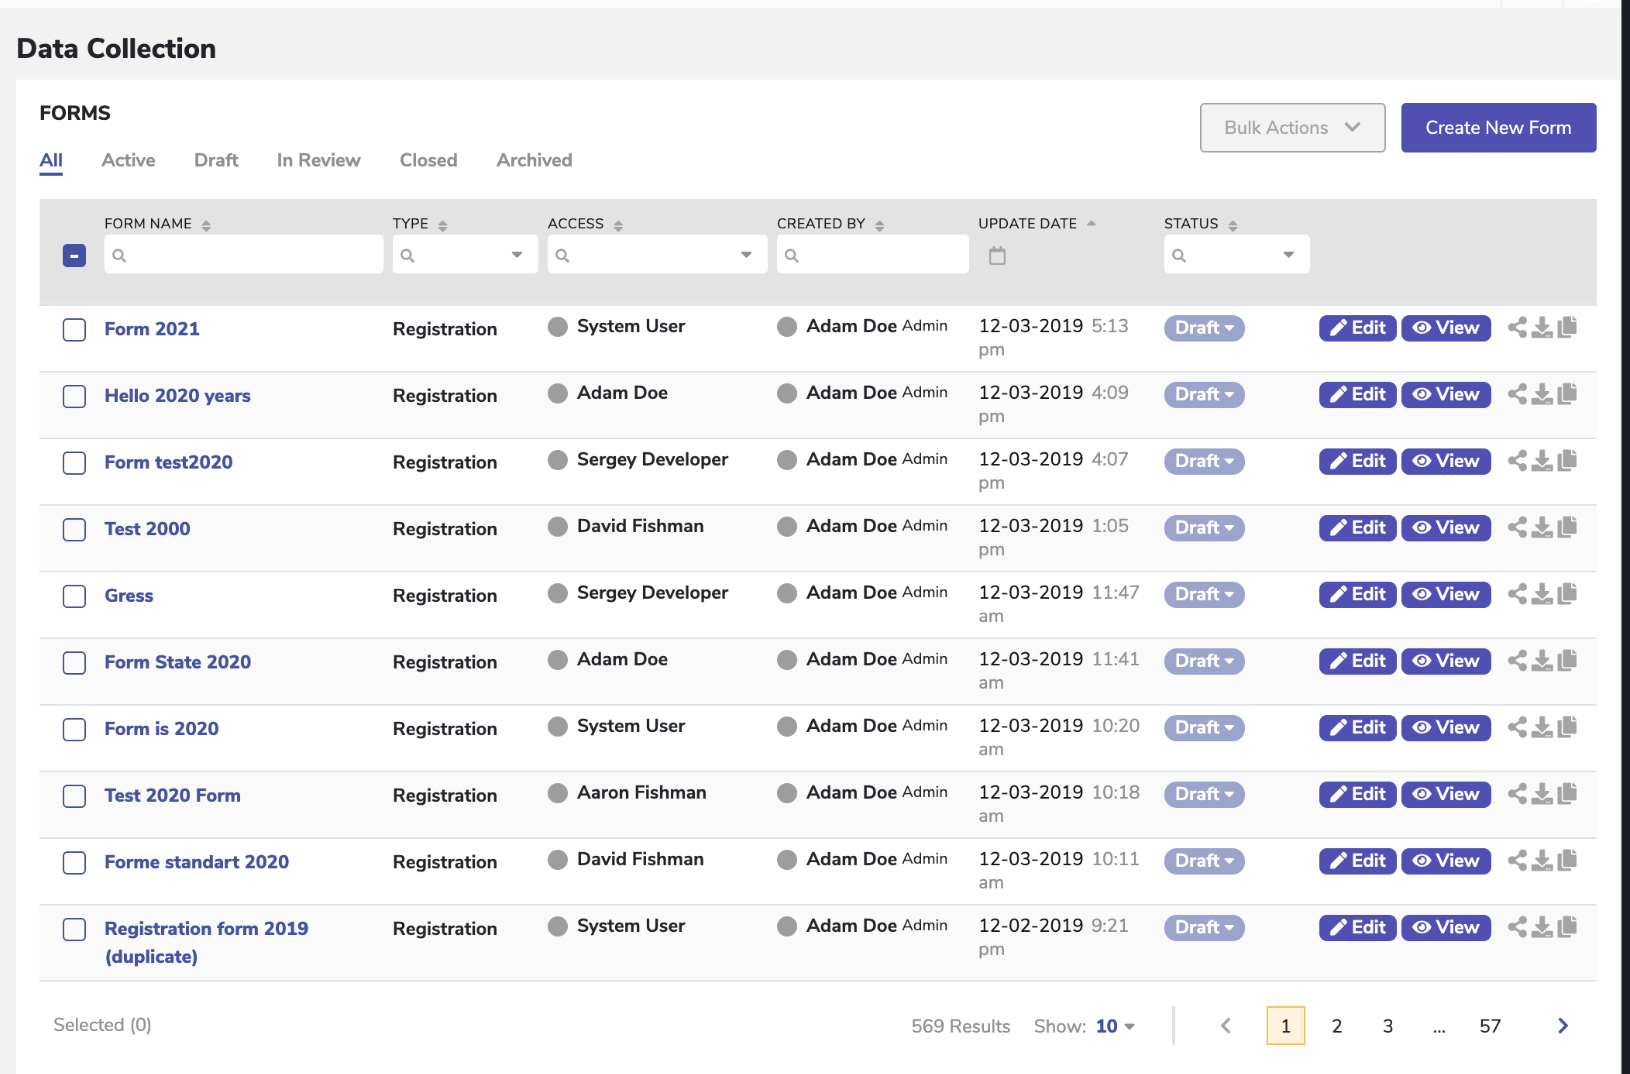 Data Collection
FORMS
Bulk Actions
Create New Form
All Active Draft In Review Closed Archived
FORM NAME TYPE ACCESS CREATED BY UPDATE DATE STATUS
Form 2021 Registration System User Adam Doe Admin 12-03-2019 5:13 pm Draft Edit View
Hello 2020 years Registration Adam Doe Adam Doe Admin 12-03-2019 4:09 pm Draft Edit View
Form test2020 Registration Sergey Developer Adam Doe Admin 12-03-2019 4:07 pm Draft Edit View
Test 2000 Registration David Fishman Adam Doe Admin 12-03-2019 1:05 pm Draft Edit View
Gress Registration Sergey Developer Adam Doe Admin 12-03-2019 11:47 am Draft Edit View
Form State 2020 Registration Adam Doe Adam Doe Admin 12-03-2019 11:41 am Draft Edit View
Form is 2020 Registration System User Adam Doe Admin 12-03-2019 10:20 am Draft Edit View
Test 2020 Form Registration Aaron Fishman Adam Doe Admin 12-03-2019 10:18 am Draft Edit View
Forme standart 2020 Registration David Fishman Adam Doe Admin 12-03-2019 10:11 am Draft Edit View
Registration form 2019 (duplicate) Registration System User Adam Doe Admin 12-02-2019 9:21 pm Draft Edit View
Selected (0) 569 Results Show: 10 1 2 3 ... 57